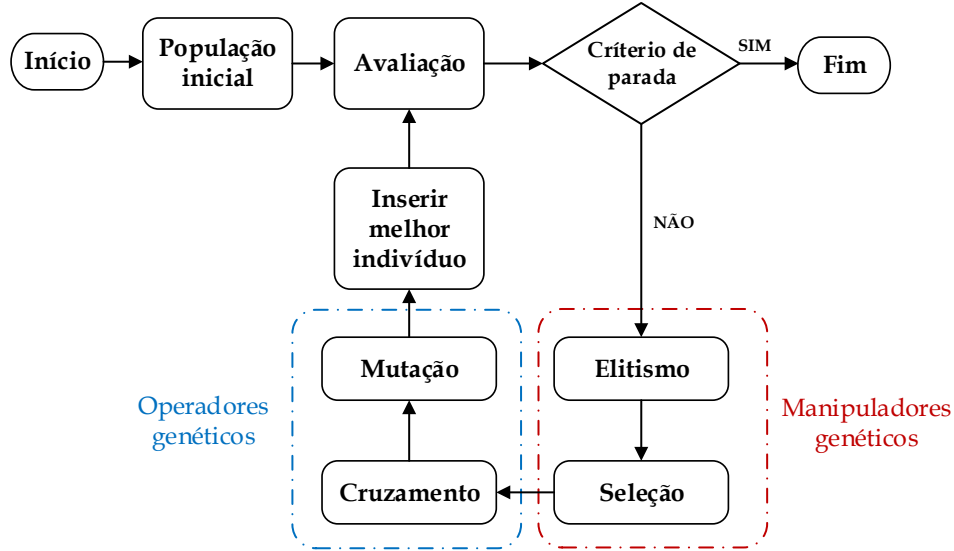 Início
População
inicial
Avaliação
Críterio de
parada
SIM
Fim
Inserir
melhor
indivíduo
NÃO
Mutação
Elitismo
Operadores
genéticos
Manipuladores
genéticos
Cruzamento
Seleção